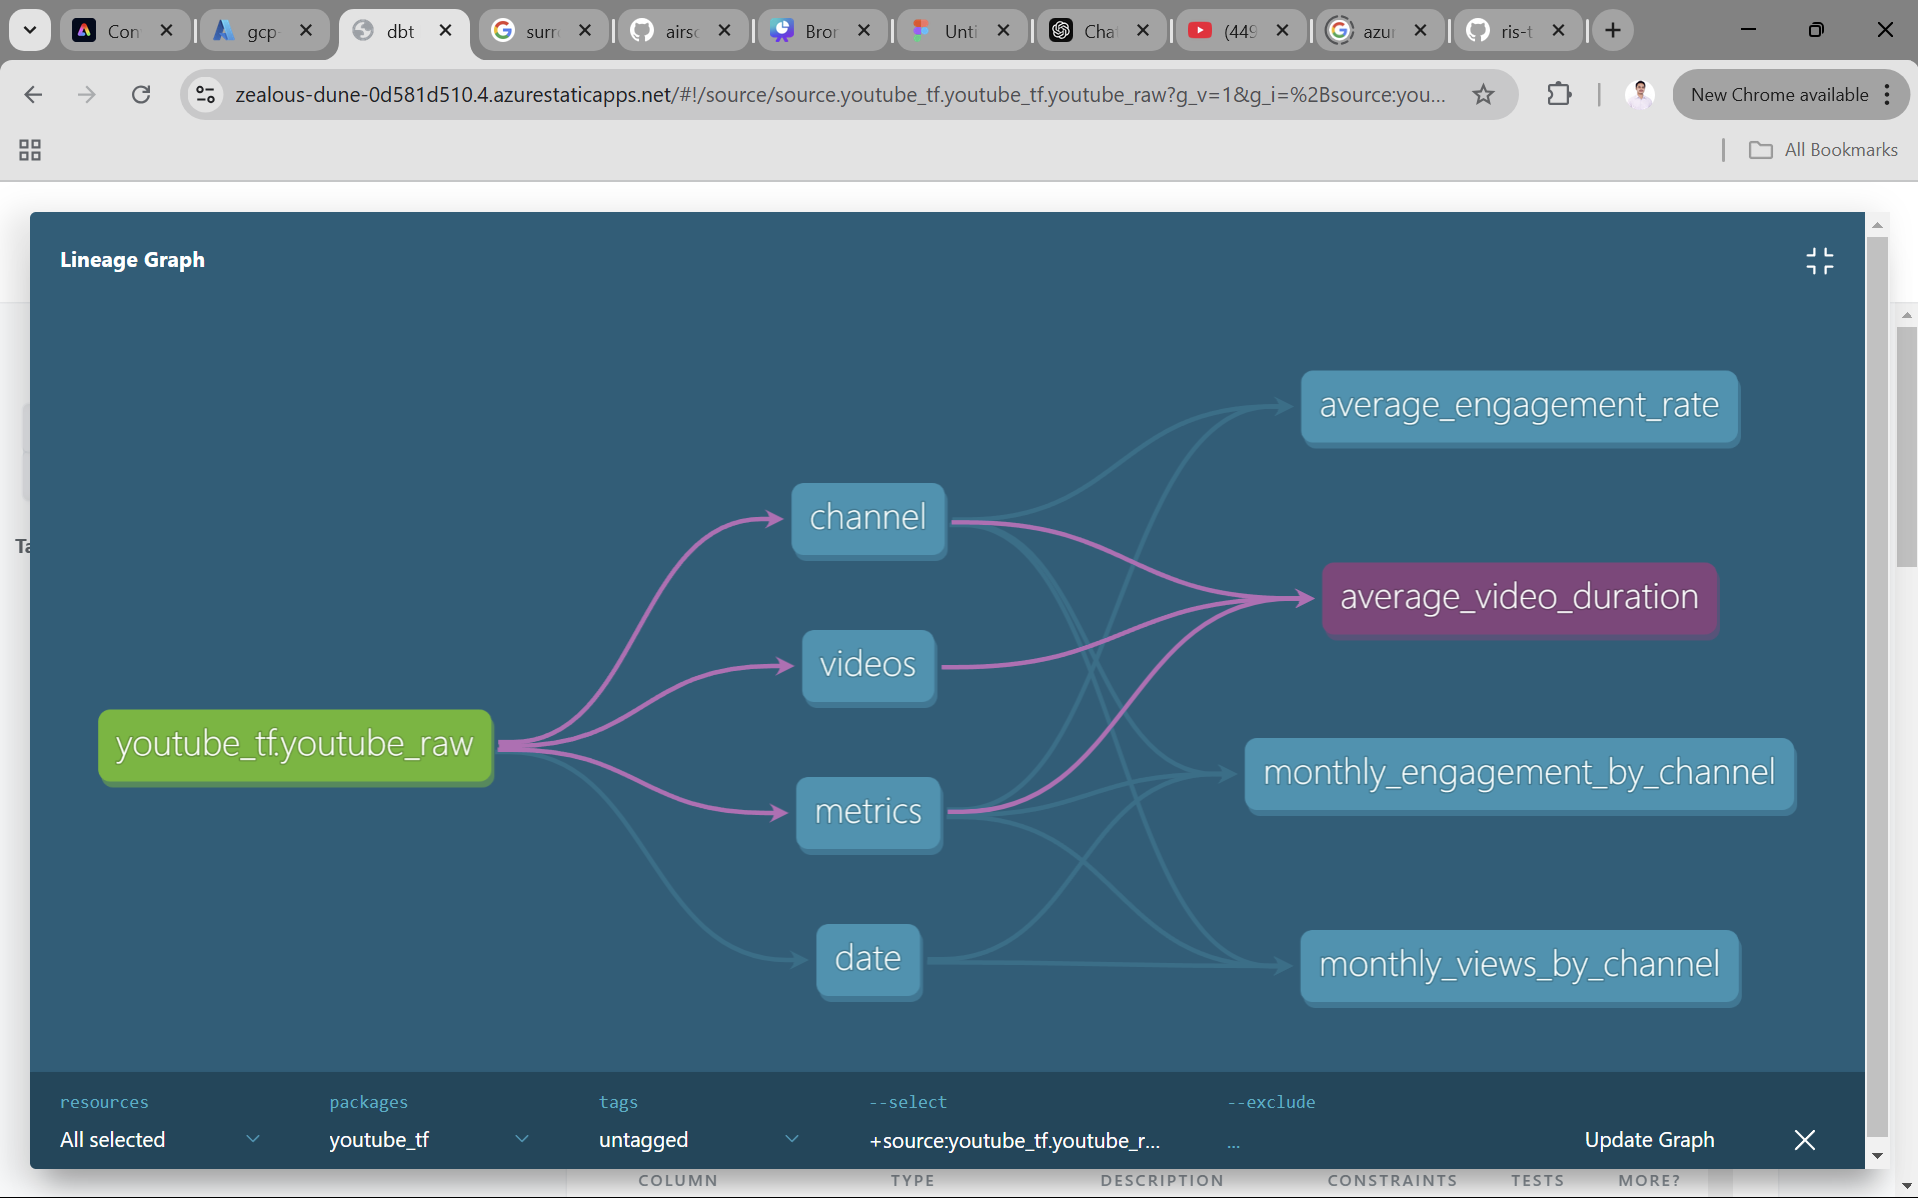 Con
gcp-
dbt
surr
airsc
Bror
Unti
Cha
(449
azur
ris-t
zealous-dune-0d581d510.4.azurestaticapps.net/#!/source/source.youtube_tf.youtube_tf.youtube_raw?g_v=1&g_i=%2Bsource:you...
New Chrome available
All Bookmarks
Lineage Graph
Ta
average_engagement_rate
channel
average_video_duration
videos
youtube_tf.youtube_raw
monthly_engagement_by_channel
metrics
date
monthly_views_by_channel
resources packages tags --select --exclude
All selected youtube_tf untagged +source:youtube_tf.youtube_r... ... Update Graph
COLUMN TYPE DESCRIPTION CONSTRAINTS TESTS MORE?